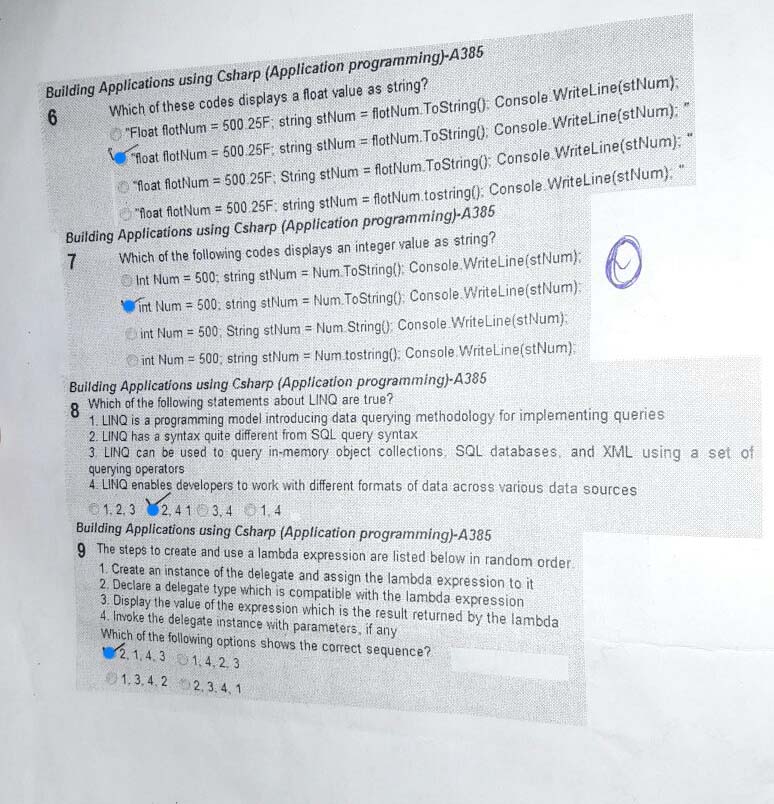 Building Applications using Csharp (Application programming)-A385
6 Which of these codes displays a float value as string?
"Float flotNum = 500.25F; string stNum = flotNum.ToString(); Console.WriteLine(stNum);
"float flotNum = 500.25F; string stNum = flotNum.ToString(); Console.WriteLine(stNum); "
"float flotNum = 500.25F; String stNum = flotNum.ToString(); Console.WriteLine(stNum); "
"float flotNum = 500.25F; string stNum = flotNum.tostring(); Console.WriteLine(stNum); "
Building Applications using Csharp (Application programming)-A385
7 Which of the following codes displays an integer value as string?
Int Num = 500; string stNum = Num.ToString(); Console.WriteLine(stNum);
int Num = 500; string stNum = Num.ToString(); Console.WriteLine(stNum);
int Num = 500; String stNum = Num.String(); Console.WriteLine(stNum);
int Num = 500; string stNum = Num.tostring(); Console.WriteLine(stNum);
Building Applications using Csharp (Application programming)-A385
8 Which of the following statements about LINQ are true?
1. LINQ is a programming model introducing data querying methodology for implementing queries
2. LINQ has a syntax quite different from SQL query syntax
3. LINQ can be used to query in-memory object collections, SQL databases, and XML using a set of
querying operators
4. LINQ enables developers to work with different formats of data across various data sources
1, 2, 3 2, 4 1 3, 4 1, 4
Building Applications using Csharp (Application programming)-A385
9 The steps to create and use a lambda expression are listed below in random order.
1. Create an instance of the delegate and assign the lambda expression to it
2. Declare a delegate type which is compatible with the lambda expression
3. Display the value of the expression which is the result returned by the lambda
4. Invoke the delegate instance with parameters, if any
Which of the following options shows the correct sequence?
2, 1, 4, 3 1, 4, 2, 3
1, 3, 4, 2 2, 3, 4, 1